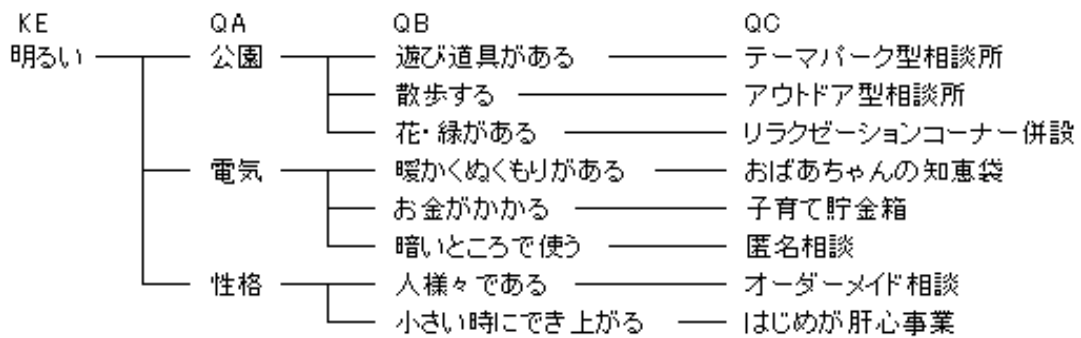 KE QA QB QC
明るい 公園 遊び道具がある テーマパーク型相談所
散歩する アウトドア型相談所
花・緑がある リラクゼーションコーナー併設
電気 暖かくぬくもりがある おばあちゃんの知恵袋
お金がかかる 子育て貯金箱
暗いところで使う 匿名相談
性格 人様々である オーダーメイド相談
小さい時にでき上がる はじめが肝心事業